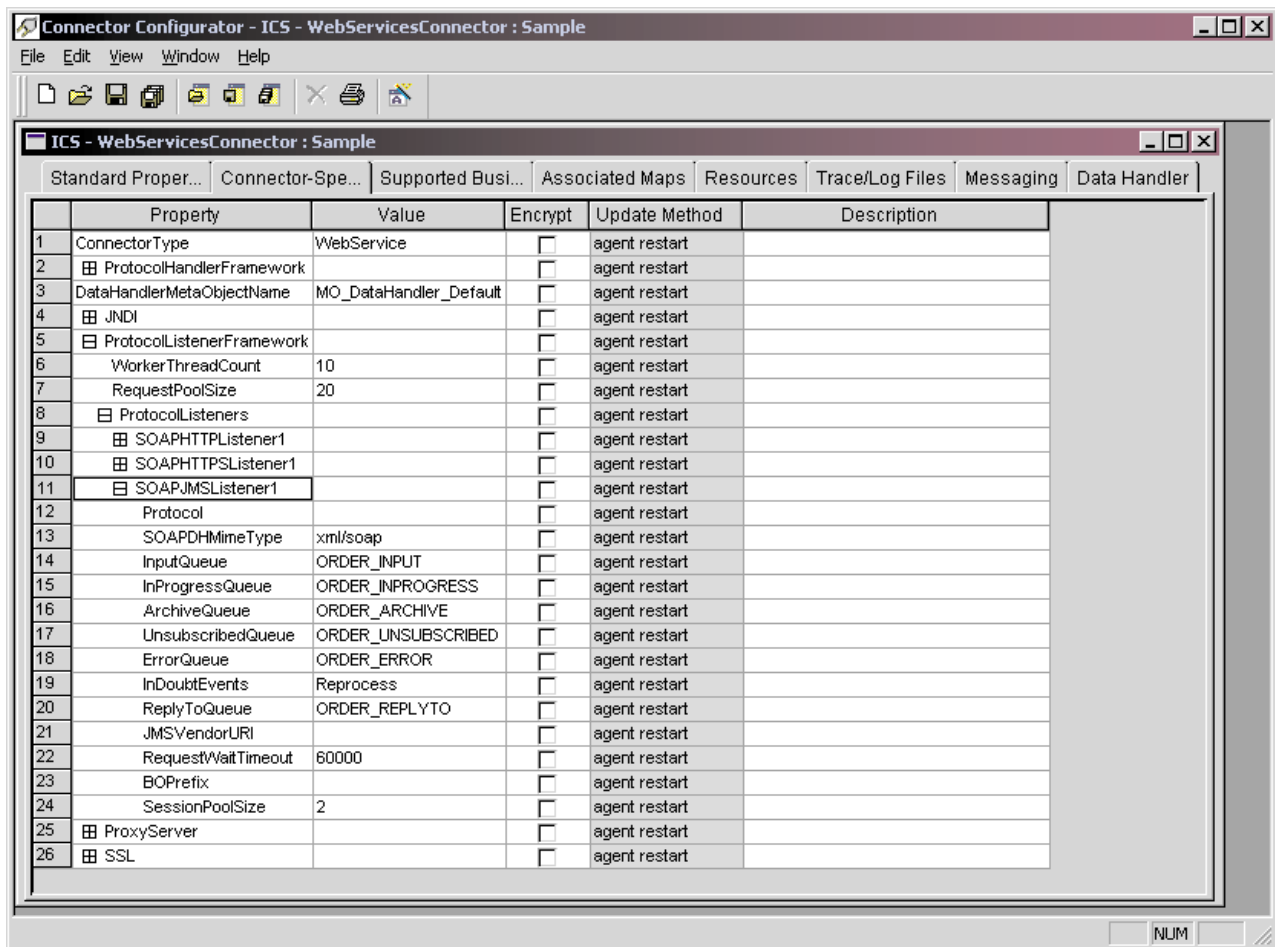 Connector Configurator - ICS - WebServicesConnector : Sample
File Edit View Window Help
ICS - WebServicesConnector : Sample
Standard Proper... Connector-Spe... Supported Busi... Associated Maps Resources Trace/Log Files Messaging Data Handler
Property Value Encrypt Update Method Description
1 ConnectorType WebService agent restart
2 ProtocolHandlerFramework agent restart
3 DataHandlerMetaObjectName MO_DataHandler_Default agent restart
4 JNDI agent restart
5 ProtocolListenerFramework agent restart
6 WorkerThreadCount 10 agent restart
7 RequestPoolSize 20 agent restart
8 ProtocolListeners agent restart
9 SOAPHTTPListener1 agent restart
10 SOAPHTTPSListener1 agent restart
11 SOAPJMSListener1 agent restart
12 Protocol agent restart
13 SOAPDHMimeType xml/soap agent restart
14 InputQueue ORDER_INPUT agent restart
15 InProgressQueue ORDER_INPROGRESS agent restart
16 ArchiveQueue ORDER_ARCHIVE agent restart
17 UnsubscribedQueue ORDER_UNSUBSCRIBED agent restart
18 ErrorQueue ORDER_ERROR agent restart
19 InDoubtEvents Reprocess agent restart
20 ReplyToQueue ORDER_REPLYTO agent restart
21 JMSVendorURI agent restart
22 RequestWaitTimeout 60000 agent restart
23 BOPrefix agent restart
24 SessionPoolSize 2 agent restart
25 ProxyServer agent restart
26 SSL agent restart
NUM